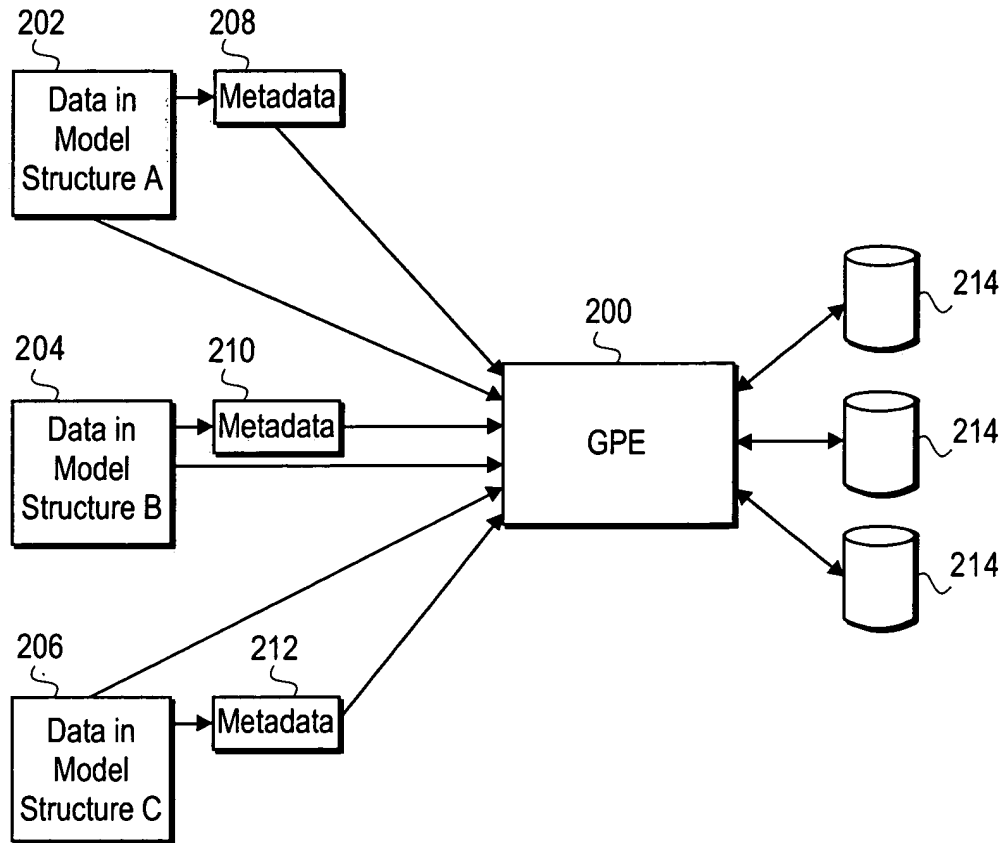 202
Data in
Model
Structure A
208
Metadata
204
Data in
Model
Structure B
210
Metadata
206
Data in
Model
Structure C
212
Metadata
200
GPE
214
214
214